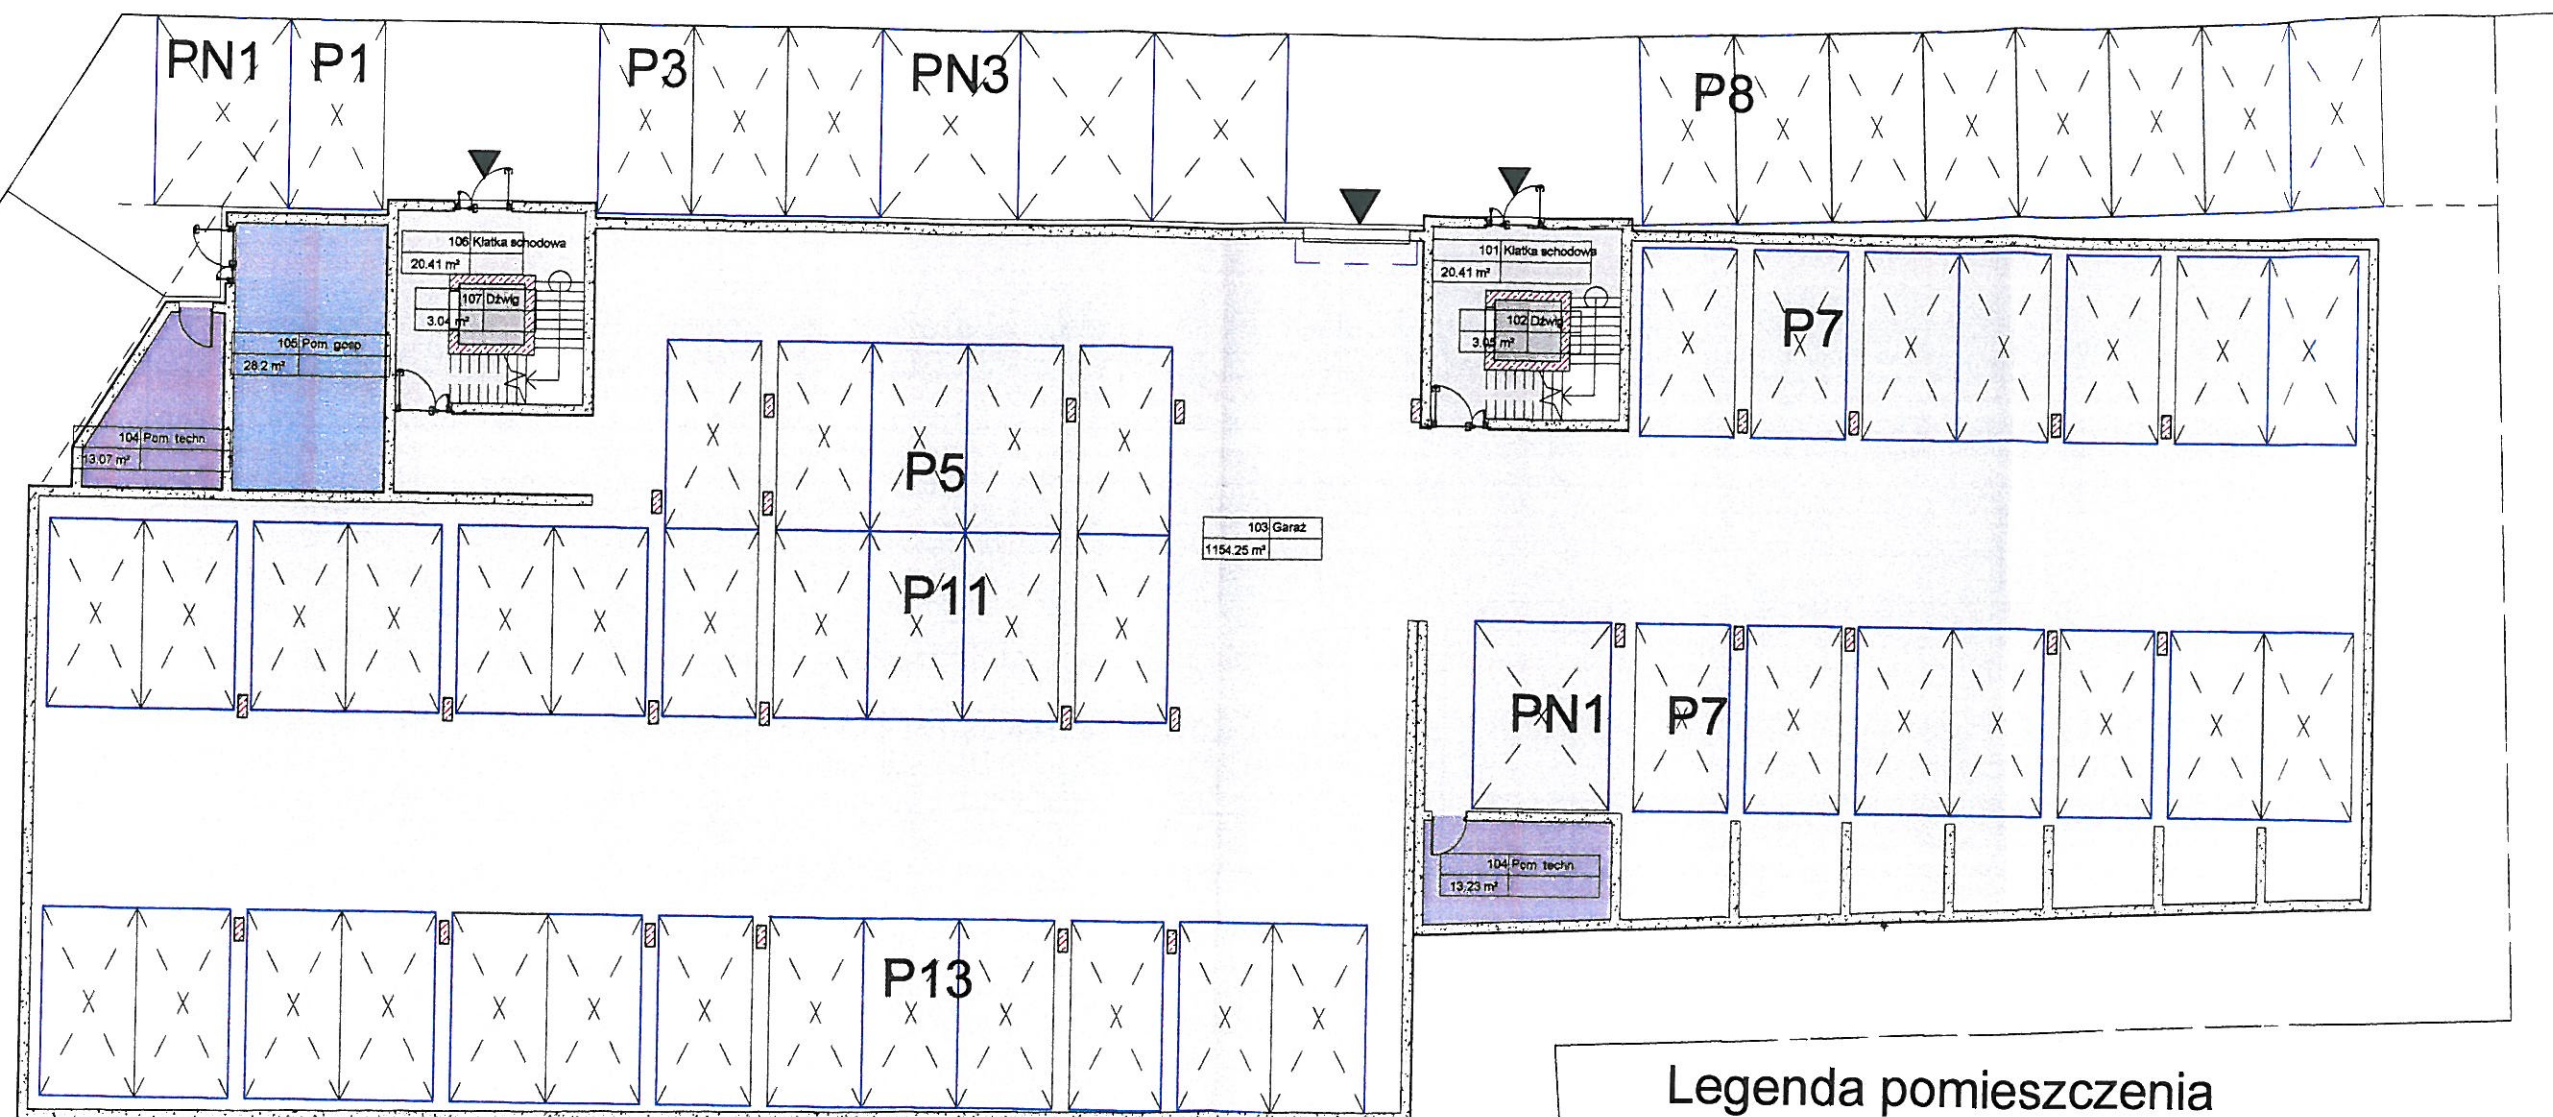 PN1 P1 P3 PN3 P8
106 Klatka schodowa
20.41 m²
101 Klatka schodowa
20.41 m²
107 Dźwig
3.04 m²
102 Dźwig
3.05 m²
P7
105 Pom. gosp
28.2 m²
104 Pom. techn.
13.07 m²
P5
103 Garaż
1154.25 m²
P11
PN1 P7
104 Pom. techn.
13.23 m²
P13
Legenda pomieszczenia